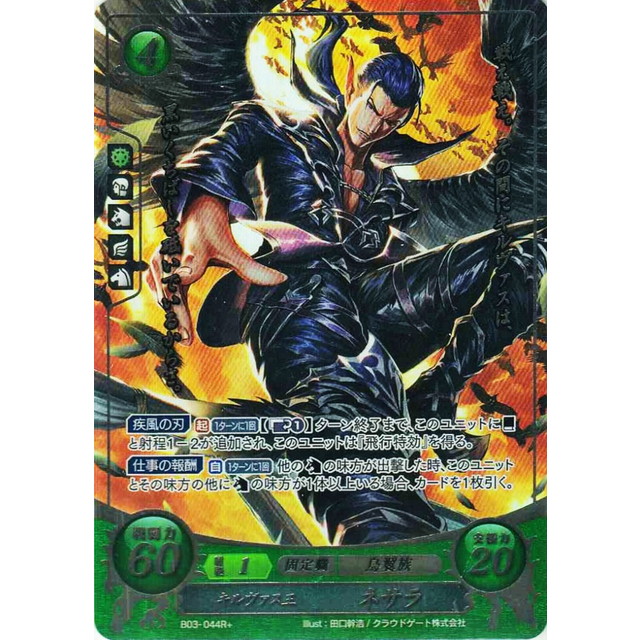 4
疾風の刃 起 1ターンに1回【 1】ターン終了まで、このユニットに
と射程1－2が追加され、このユニットは『飛行特効』を得る。
仕事の報酬 自 1ターンに1回 他の の味方が出撃した時、このユニット
とその味方の他に の味方が1体以上いる場合、カードを1枚引く。
戦闘力
60
射程 1
固定職
鳥翼族
支援力
20
キルヴァス王
ネサラ
B03-044R+
Illust：田口幹浩 / クラウドゲート株式会社